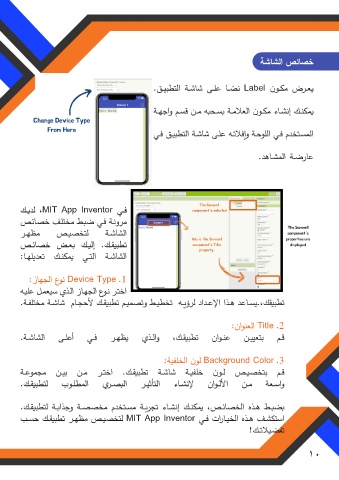 خصائص الشاشة
يعرض مكون Label نصًا على شاشة التطبيق.
يمكنك إنشاء مكون العلامة بسحبه من قسم واجهة
المستخدم في اللوحة وإفلاته على شاشة التطبيق في
عارضة المشاهد.
Change Device Type
From Here
في MIT App Inventor، لديك
مرونة في ضبط مختلف خصائص
الشاشة لتخصيص مظهر
تطبيقك. إليك بعض خصائص
الشاشة التي يمكنك تعديلها:
The Screen1
component is selected
This is the Screen1
component's Title
property
The Screen1
component's
properties are
displayed
1. Device Type نوع الجهاز:
اختر نوع الجهاز الذي سيعمل عليه
تطبيقك.،.يساعد هذا الإعداد لرؤيه تخطيط وتصميم تطبيقك لأحجام شاشة مختلفة.
2. Title العنوان:
قم بتعيين عنوان تطبيقك، والذي يظهر في أعلى الشاشة.
3. Background Color لون الخلفية:
قم بتخصيص لون خلفية شاشة تطبيقك. اختر من بين مجموعة
واسعة من الألوان لإنشاء التأثير البصري المطلوب لتطبيقك.
بضبط هذه الخصائص، يمكنك إنشاء تجربة مستخدم مخصصة وجذابة لتطبيقك.
استكشف هذه الخيارات في MIT App Inventor لتخصيص مظهر تطبيقك حسب
تفضيلاتك!
١٠